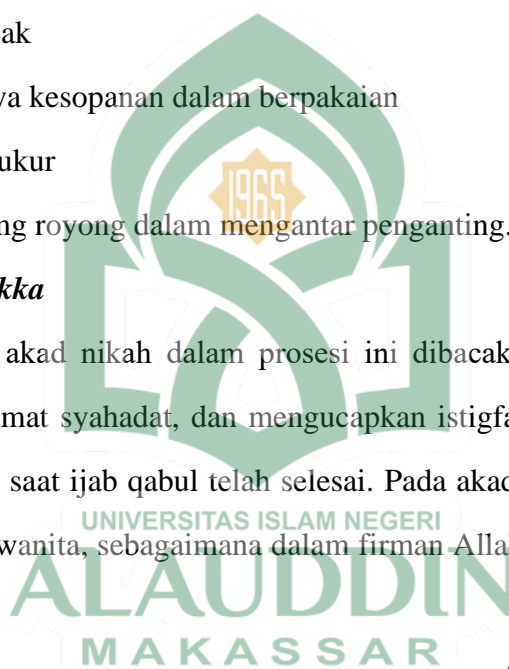 ak
a kesopanan dalam berpakaian
ukur
ng royong dalam mengantar penganting.
kka
akad nikah dalam prosesi ini dibacak
mat syahadat, dan mengucapkan istigfa
saat ijab qabul telah selesai. Pada akad
wanita, sebagaimana dalam firman Allah
1965
UNIVERSITAS ISLAM NEGERI
ALAUDDIN
MAKASSAR